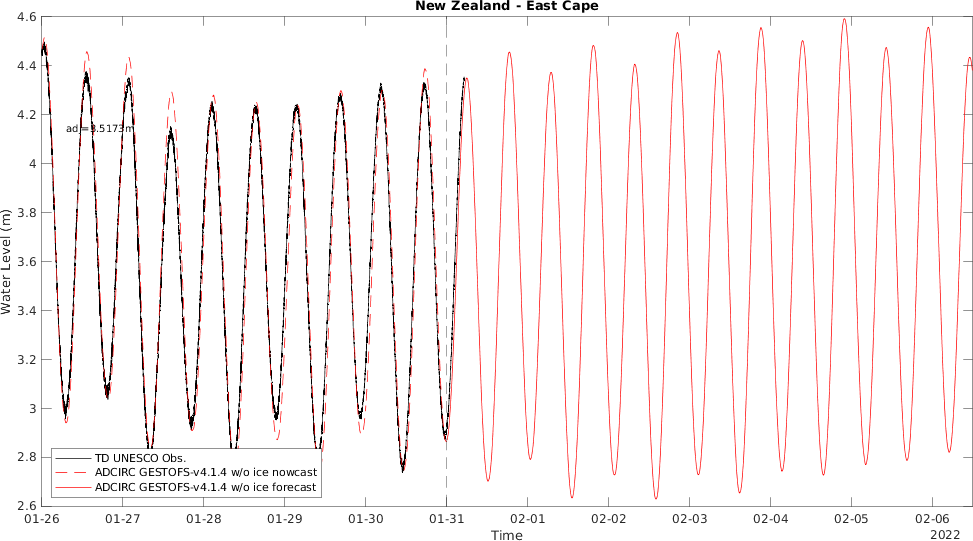 New Zealand - East Cape
4.6
4.4
4.2
4
3.8
3.6
3.4
3.2
3
2.8
2.6
Water Level (m)
adj=3.5173m
TD UNESCO Obs.
ADCIRC GESTOFS-v4.1.4 w/o ice nowcast
ADCIRC GESTOFS-v4.1.4 w/o ice forecast
01-26 01-27 01-28 01-29 01-30 01-31 02-01 02-02 02-03 02-04 02-05 02-06
Time
2022